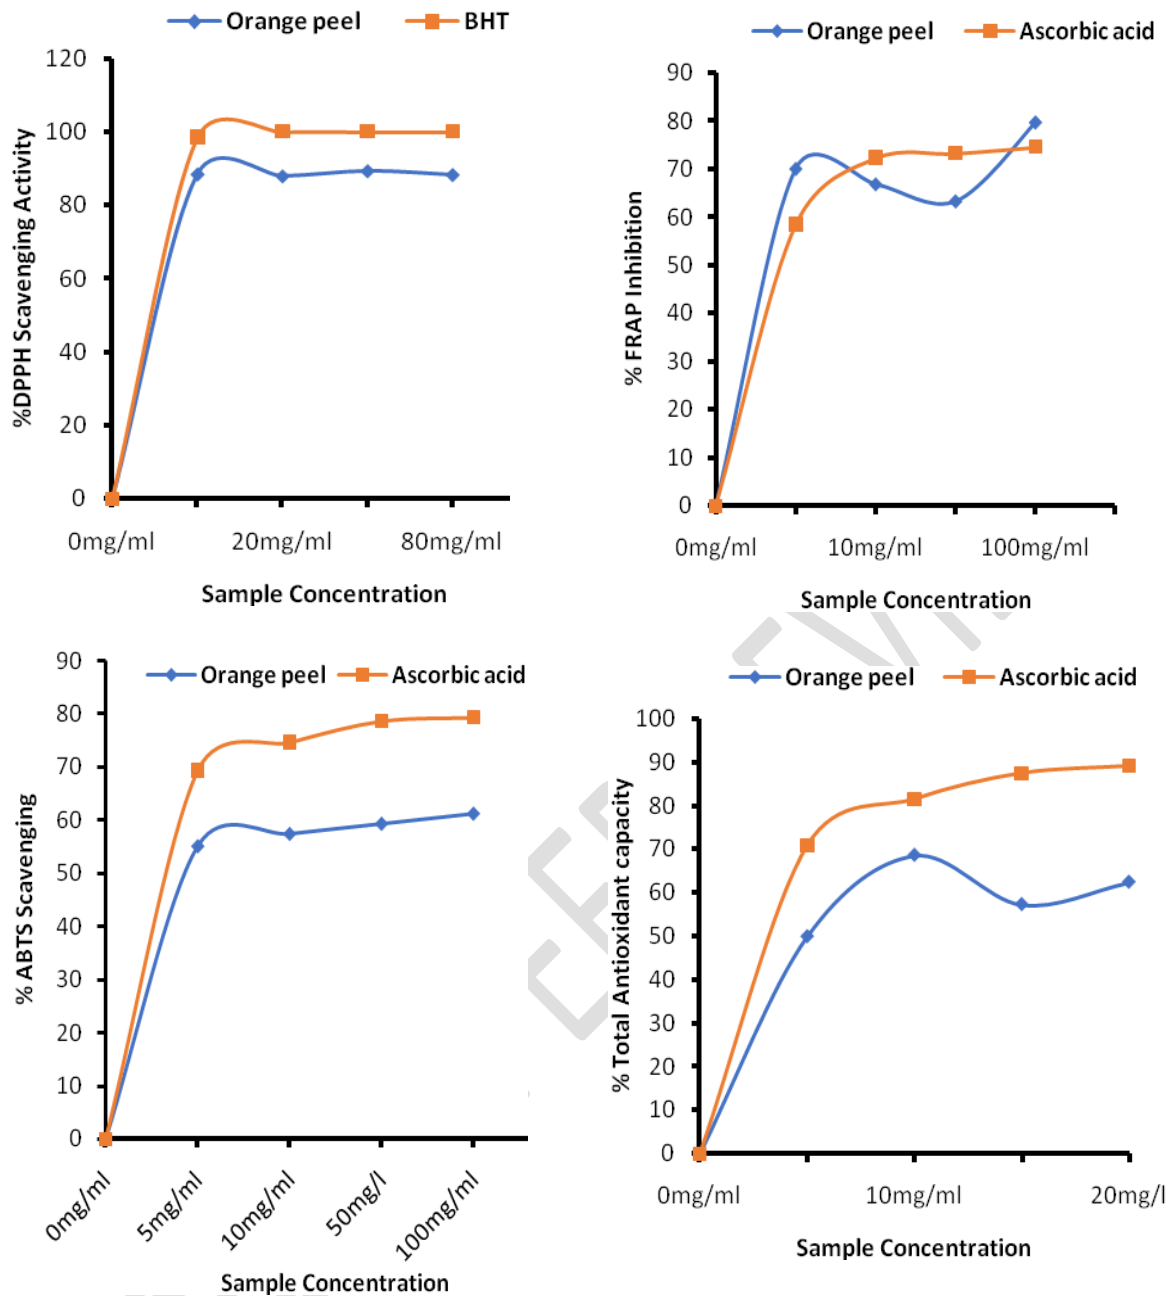 Orange peel BHT
120
100
80
60
40
20
0
%DPPH Scavenging Activity
0mg/ml 20mg/ml 80mg/ml
Sample Concentration
Orange peel Ascorbic acid
90
80
70
60
50
40
30
20
10
0
% FRAP Inhibition
0mg/ml 10mg/ml 100mg/ml
Sample Concentration
90
Orange peel Ascorbic acid
80
70
60
50
40
30
20
10
0
% ABTS Scavenging
0mg/ml 5mg/ml 10mg/ml 50mg/l 100mg/ml
Sample Concentration
Orange peel Ascorbic acid
100
90
80
70
60
50
40
30
20
10
0
% Total Antioxidant capacity
0mg/ml 10mg/ml 20mg/l
Sample Concentration